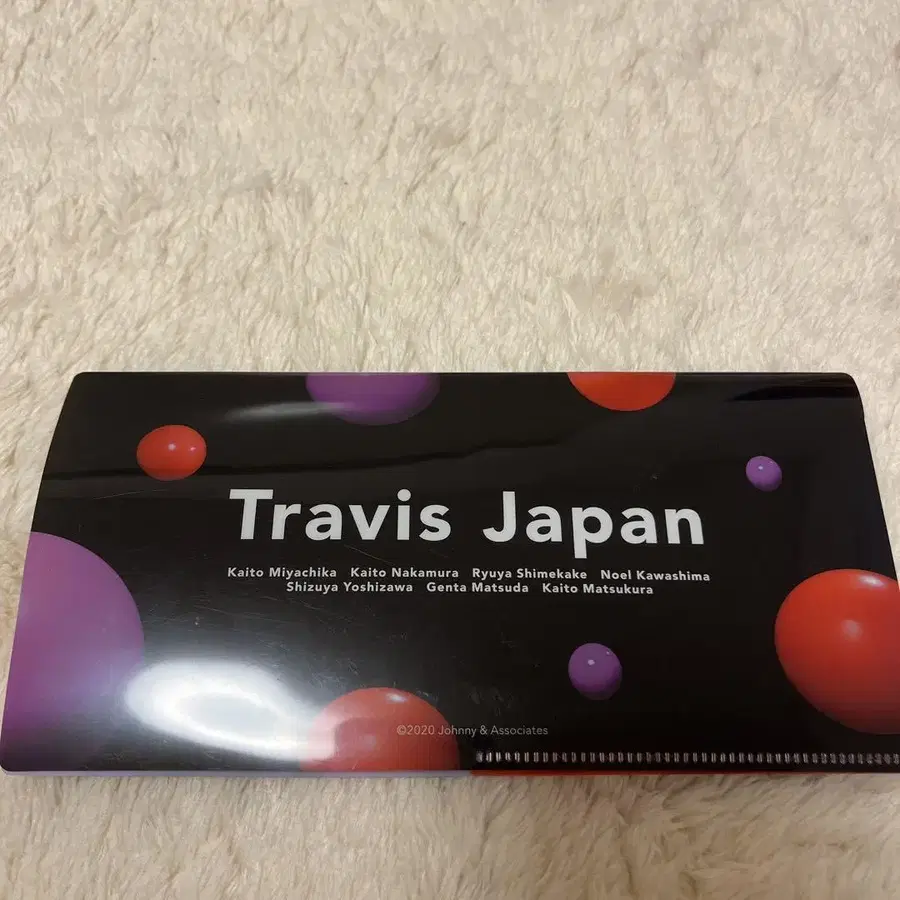 Travis Japan
Kaito Miyachika Kaito Nakamura Ryuya Shimekake Noel Kawashima
Shizuya Yoshizawa Genta Matsuda Kaito Matsukura
©2020 Johnny & Associates